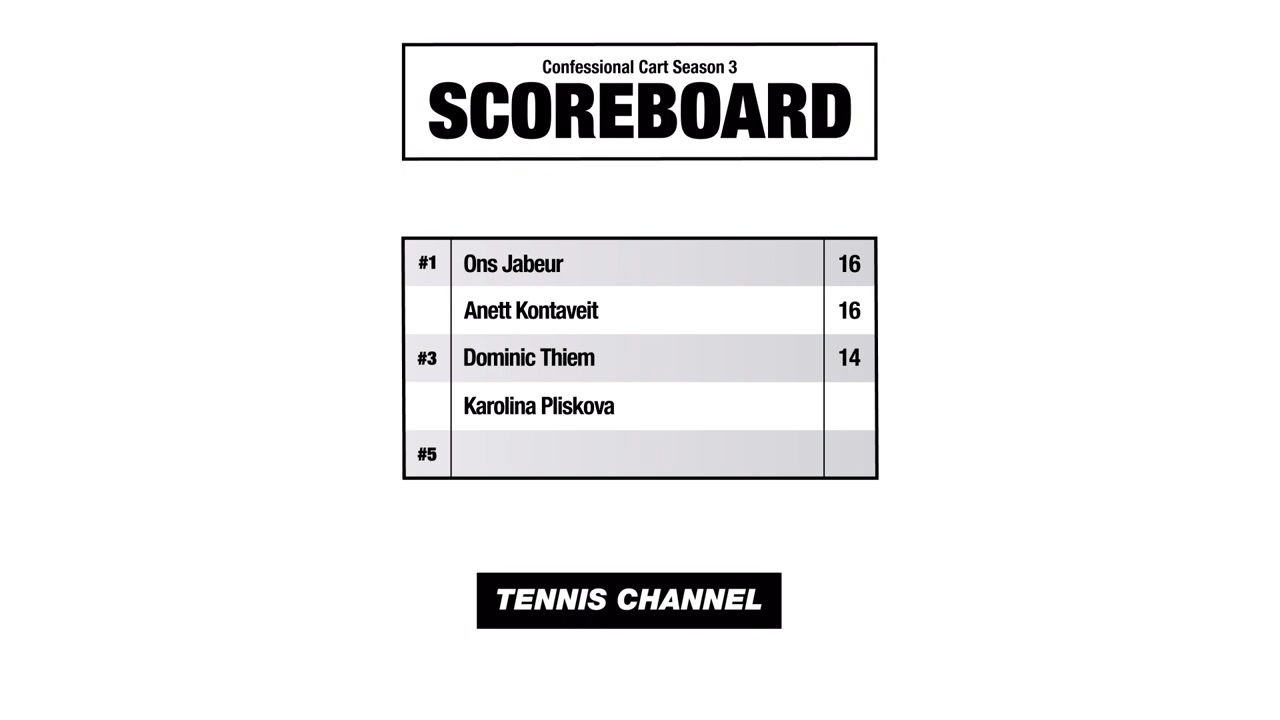 Confessional Cart Season 3
SCOREBOARD
#1 Ons Jabeur 16
Anett Kontaveit 16
#3 Dominic Thiem 14
Karolina Pliskova
#5
TENNIS CHANNEL